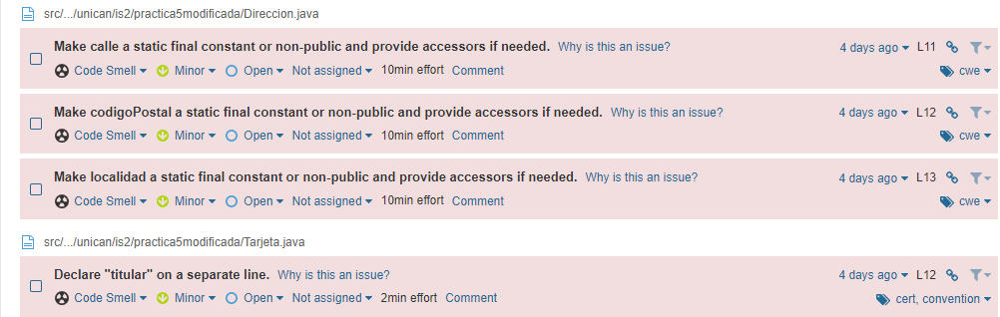 src/.../unican/is2/practica5modificada/Direccion.java
Make calle a static final constant or non-public and provide accessors if needed. Why is this an issue? 4 days ago L11
Code Smell Minor Open Not assigned 10min effort Comment cwe
Make codigoPostal a static final constant or non-public and provide accessors if needed. Why is this an issue? 4 days ago L12
Code Smell Minor Open Not assigned 10min effort Comment cwe
Make localidad a static final constant or non-public and provide accessors if needed. Why is this an issue? 4 days ago L13
Code Smell Minor Open Not assigned 10min effort Comment cwe
src/.../unican/is2/practica5modificada/Tarjeta.java
Declare "titular" on a separate line. Why is this an issue? 4 days ago L12
Code Smell Minor Open Not assigned 2min effort Comment cert, convention